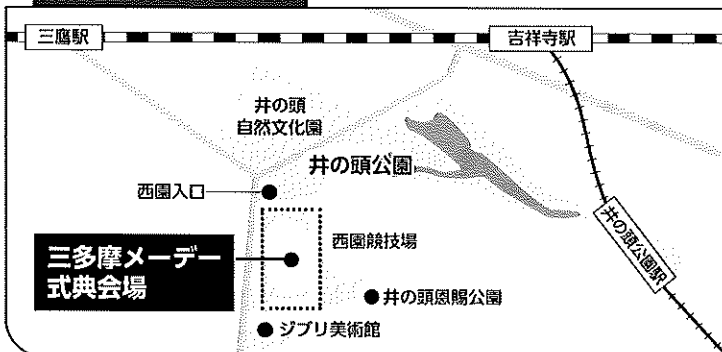 三鷹駅
吉祥寺駅
井の頭
自然文化園
井の頭公園
西園入口
西園競技場
三多摩メーデー
式典会場
井の頭公園駅
井の頭恩賜公園
ジブリ美術館